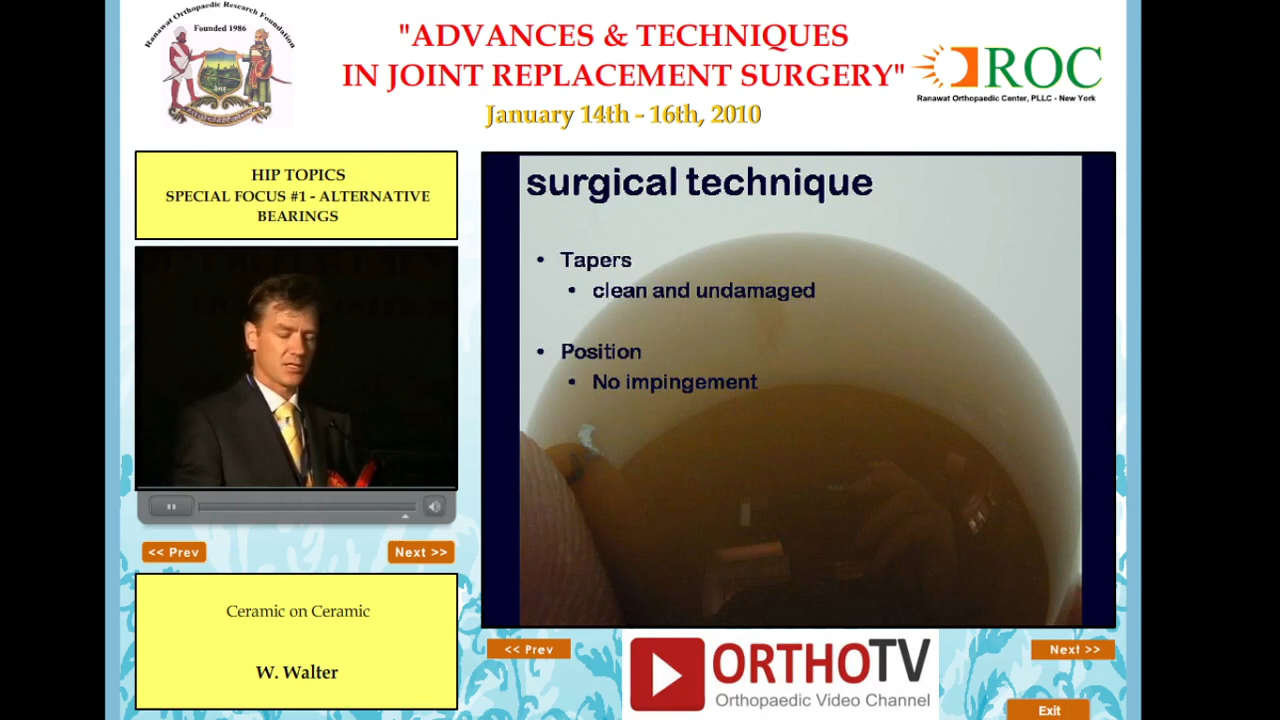 Ranawat Orthopaedic Research Foundation
Founded 1986
"ADVANCES & TECHNIQUES
IN JOINT REPLACEMENT SURGERY"
January 14th - 16th, 2010
ROC
Ranawat Orthopaedic Center, PLLC - New York
HIP TOPICS
SPECIAL FOCUS #1 - ALTERNATIVE
BEARINGS
surgical technique
• Tapers
• clean and undamaged
• Position
• No impingement
<< Prev
Next >>
Ceramic on Ceramic
W. Walter
<< Prev
ORTHOTV
Orthopaedic Video Channel
Next >>
Exit